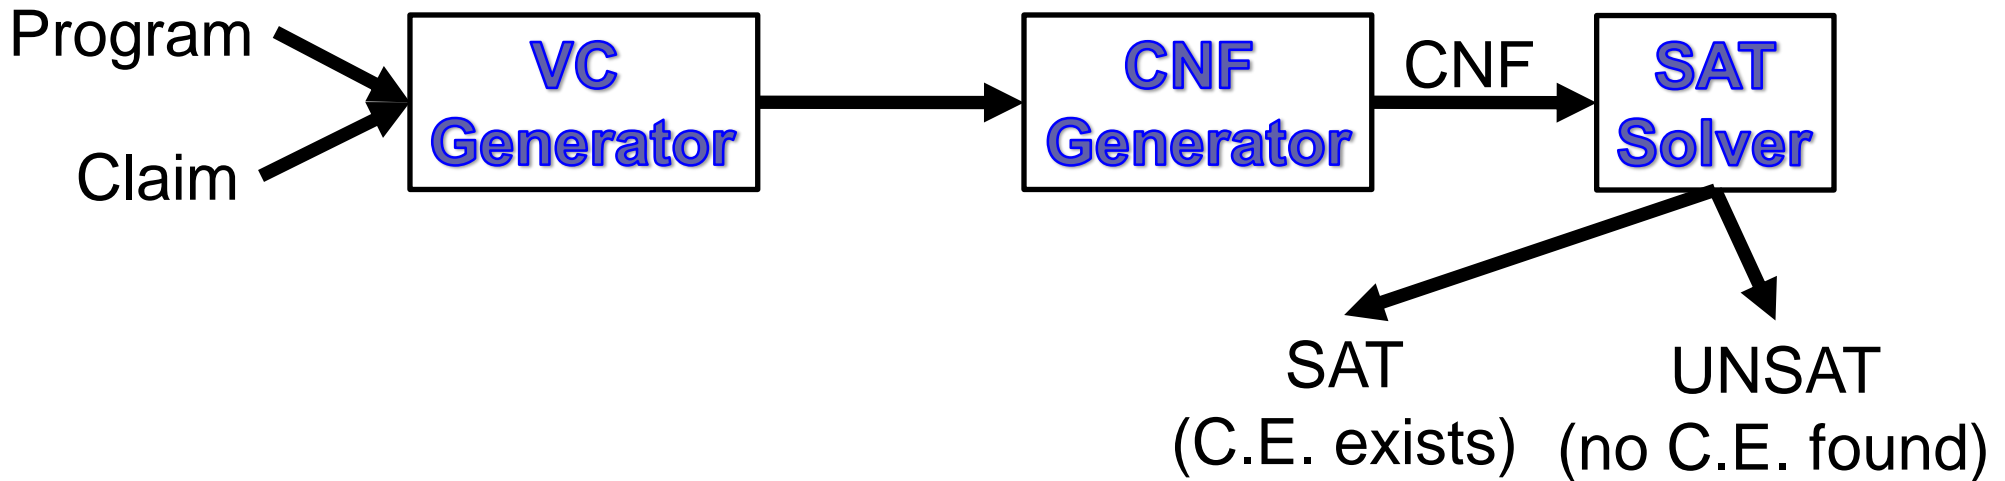 Program
Claim
VC
Generator
CNF
Generator
CNF
SAT
Solver
SAT
(C.E. exists)
UNSAT
(no C.E. found)